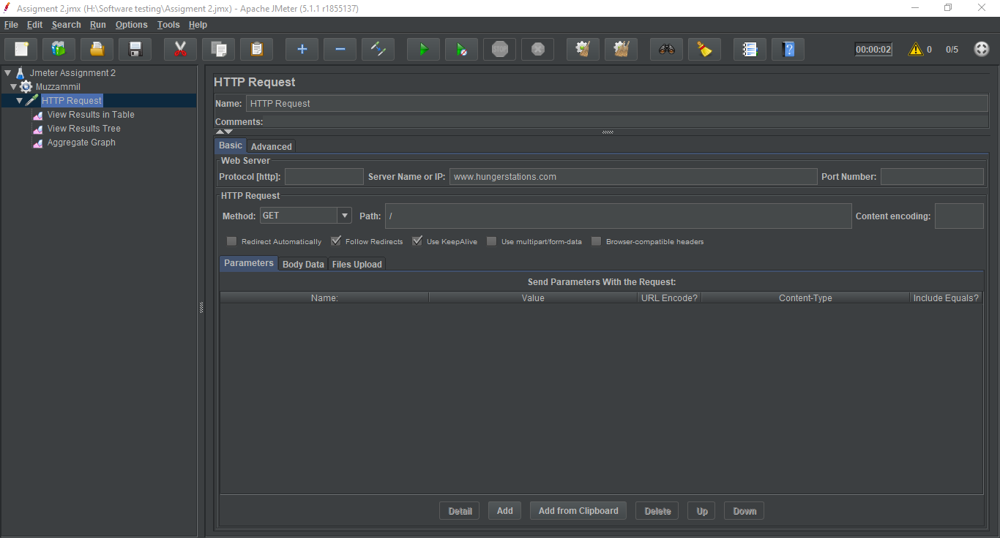 Assigment 2.jmx (H:\Software testing\Assigment 2.jmx) - Apache JMeter (5.1.1 r1855137)
File Edit Search Run Options Tools Help
STOP 00:00:02 0 0/5
Jmeter Assignment 2
Muzzammil
HTTP Request
View Results in Table
View Results Tree
Aggregate Graph
HTTP Request
Name: HTTP Request
Comments:
Basic Advanced
Web Server
Protocol [http]: Server Name or IP: www.hungerstations.com Port Number:
HTTP Request
Method: GET Path: / Content encoding:
Redirect Automatically Follow Redirects Use KeepAlive Use multipart/form-data Browser-compatible headers
Parameters Body Data Files Upload
Send Parameters With the Request:
Name: Value URL Encode? Content-Type Include Equals?
Detail Add Add from Clipboard Delete Up Down